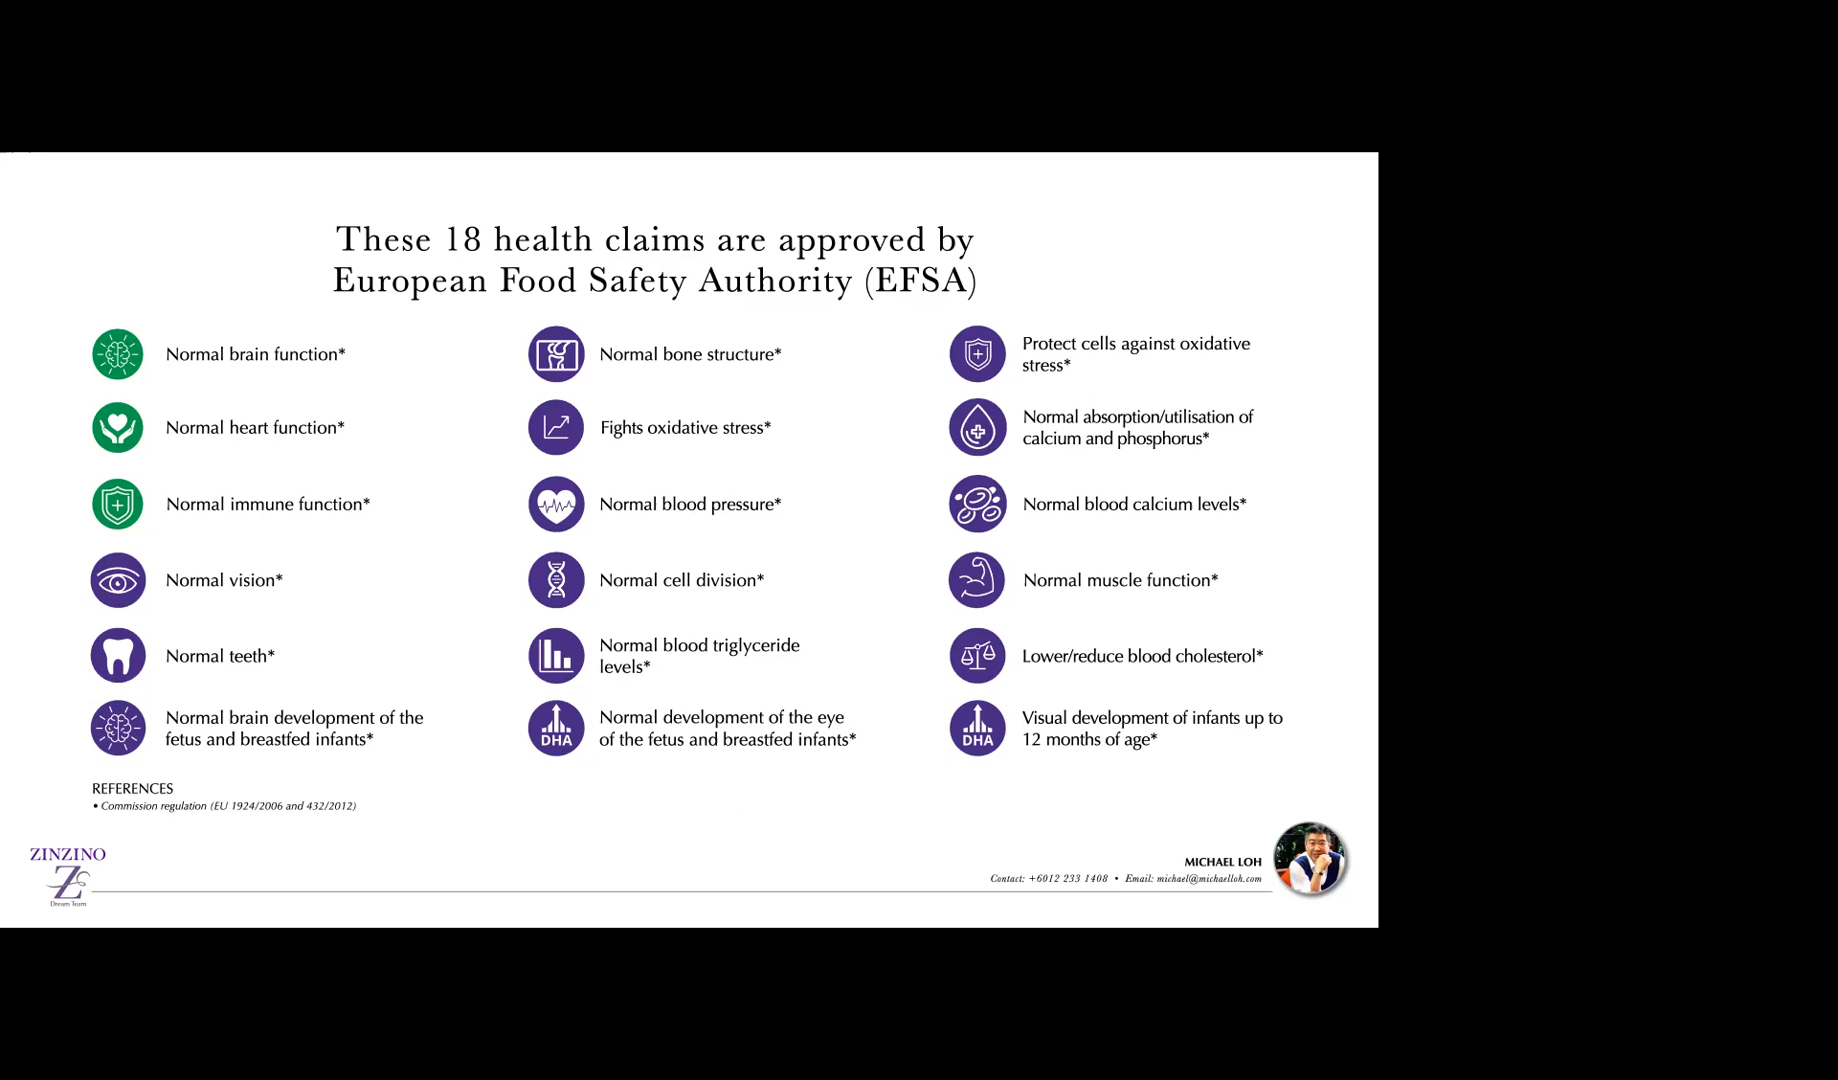 These 18 health claims are approved by
European Food Safety Authority (EFSA)
Normal brain function*
Normal heart function*
Normal immune function*
Normal vision*
Normal teeth*
Normal brain development of the
fetus and breastfed infants*
Normal bone structure*
Fights oxidative stress*
Normal blood pressure*
Normal cell division*
Normal blood triglyceride
levels*
DHA
Normal development of the eye
of the fetus and breastfed infants*
Protect cells against oxidative
stress*
Normal absorption/utilisation of
calcium and phosphorus*
Normal blood calcium levels*
Normal muscle function*
Lower/reduce blood cholesterol*
DHA
Visual development of infants up to
12 months of age*
REFERENCES
• Commission regulation (EU 1924/2006 and 432/2012)
ZINZINO
Z
Dream Team
MICHAEL LOH
Contact: +6012 233 1408 • Email: michael@michaelloh.com